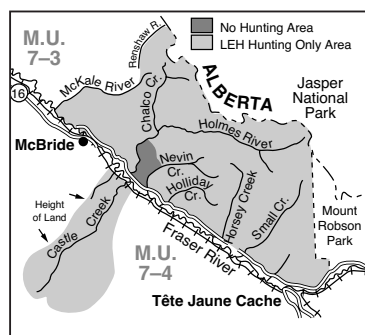 No Hunting Area
LEH Hunting Only Area
M.U.
7–3
Renshaw R.
McKale River
Chalco Cr.
ALBERTA
Jasper
National
Park
16
McBride
Holmes River
Nevin
Cr.
Holliday
Cr.
Horsey Creek
Small Cr.
Height
of Land
Castle Creek
Mount
Robson
Park
M.U.
7–4
Fraser River
Tête Jaune Cache